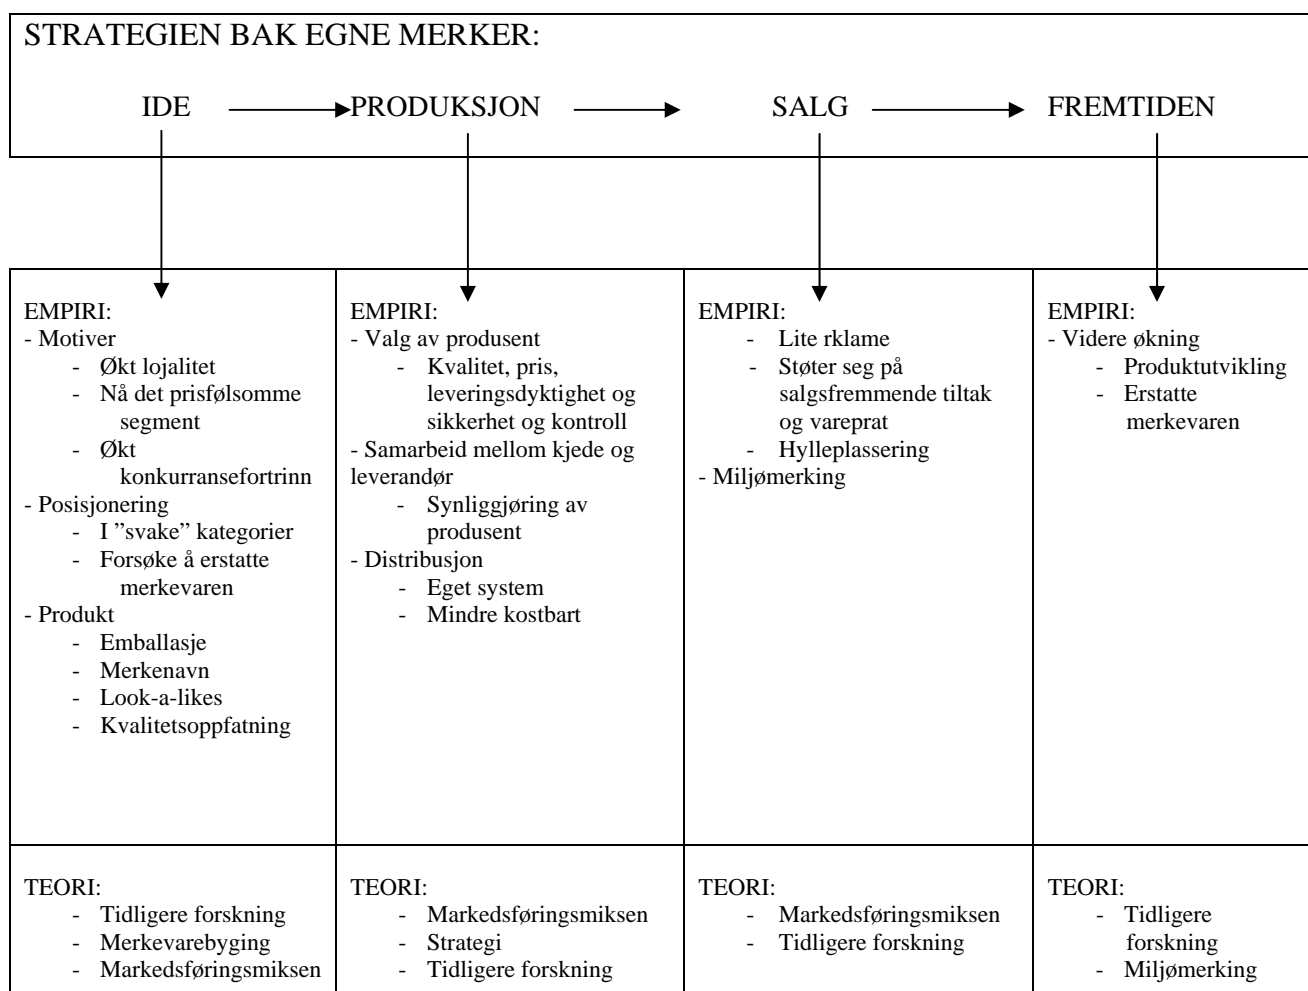 STRATEGIEN BAK EGNE MERKER:
IDE PRODUKSJON SALG FREMTIDEN
EMPIRI:
- Motiver
- Økt lojalitet
- Nå det prisfølsomme
segment
- Økt
konkurransefortrinn
- Posisjonering
- I ”svake” kategorier
- Forsøke å erstatte
merkevaren
- Produkt
- Emballasje
- Merkenavn
- Look-a-likes
- Kvalitetsoppfatning
EMPIRI:
- Valg av produsent
- Kvalitet, pris,
leveringsdyktighet og
sikkerhet og kontroll
- Samarbeid mellom kjede og
leverandør
- Synliggjøring av
produsent
- Distribusjon
- Eget system
- Mindre kostbart
EMPIRI:
- Lite rklame
- Støter seg på
salgsfremmende tiltak
og vareprat
- Hylleplassering
- Miljømerking
EMPIRI:
- Videre økning
- Produktutvikling
- Erstatte
merkevaren
TEORI:
- Tidligere forskning
- Merkevarebyging
- Markedsføringsmiksen
TEORI:
- Markedsføringsmiksen
- Strategi
- Tidligere forskning
TEORI:
- Markedsføringsmiksen
- Tidligere forskning
TEORI:
- Tidligere
forskning
- Miljømerking